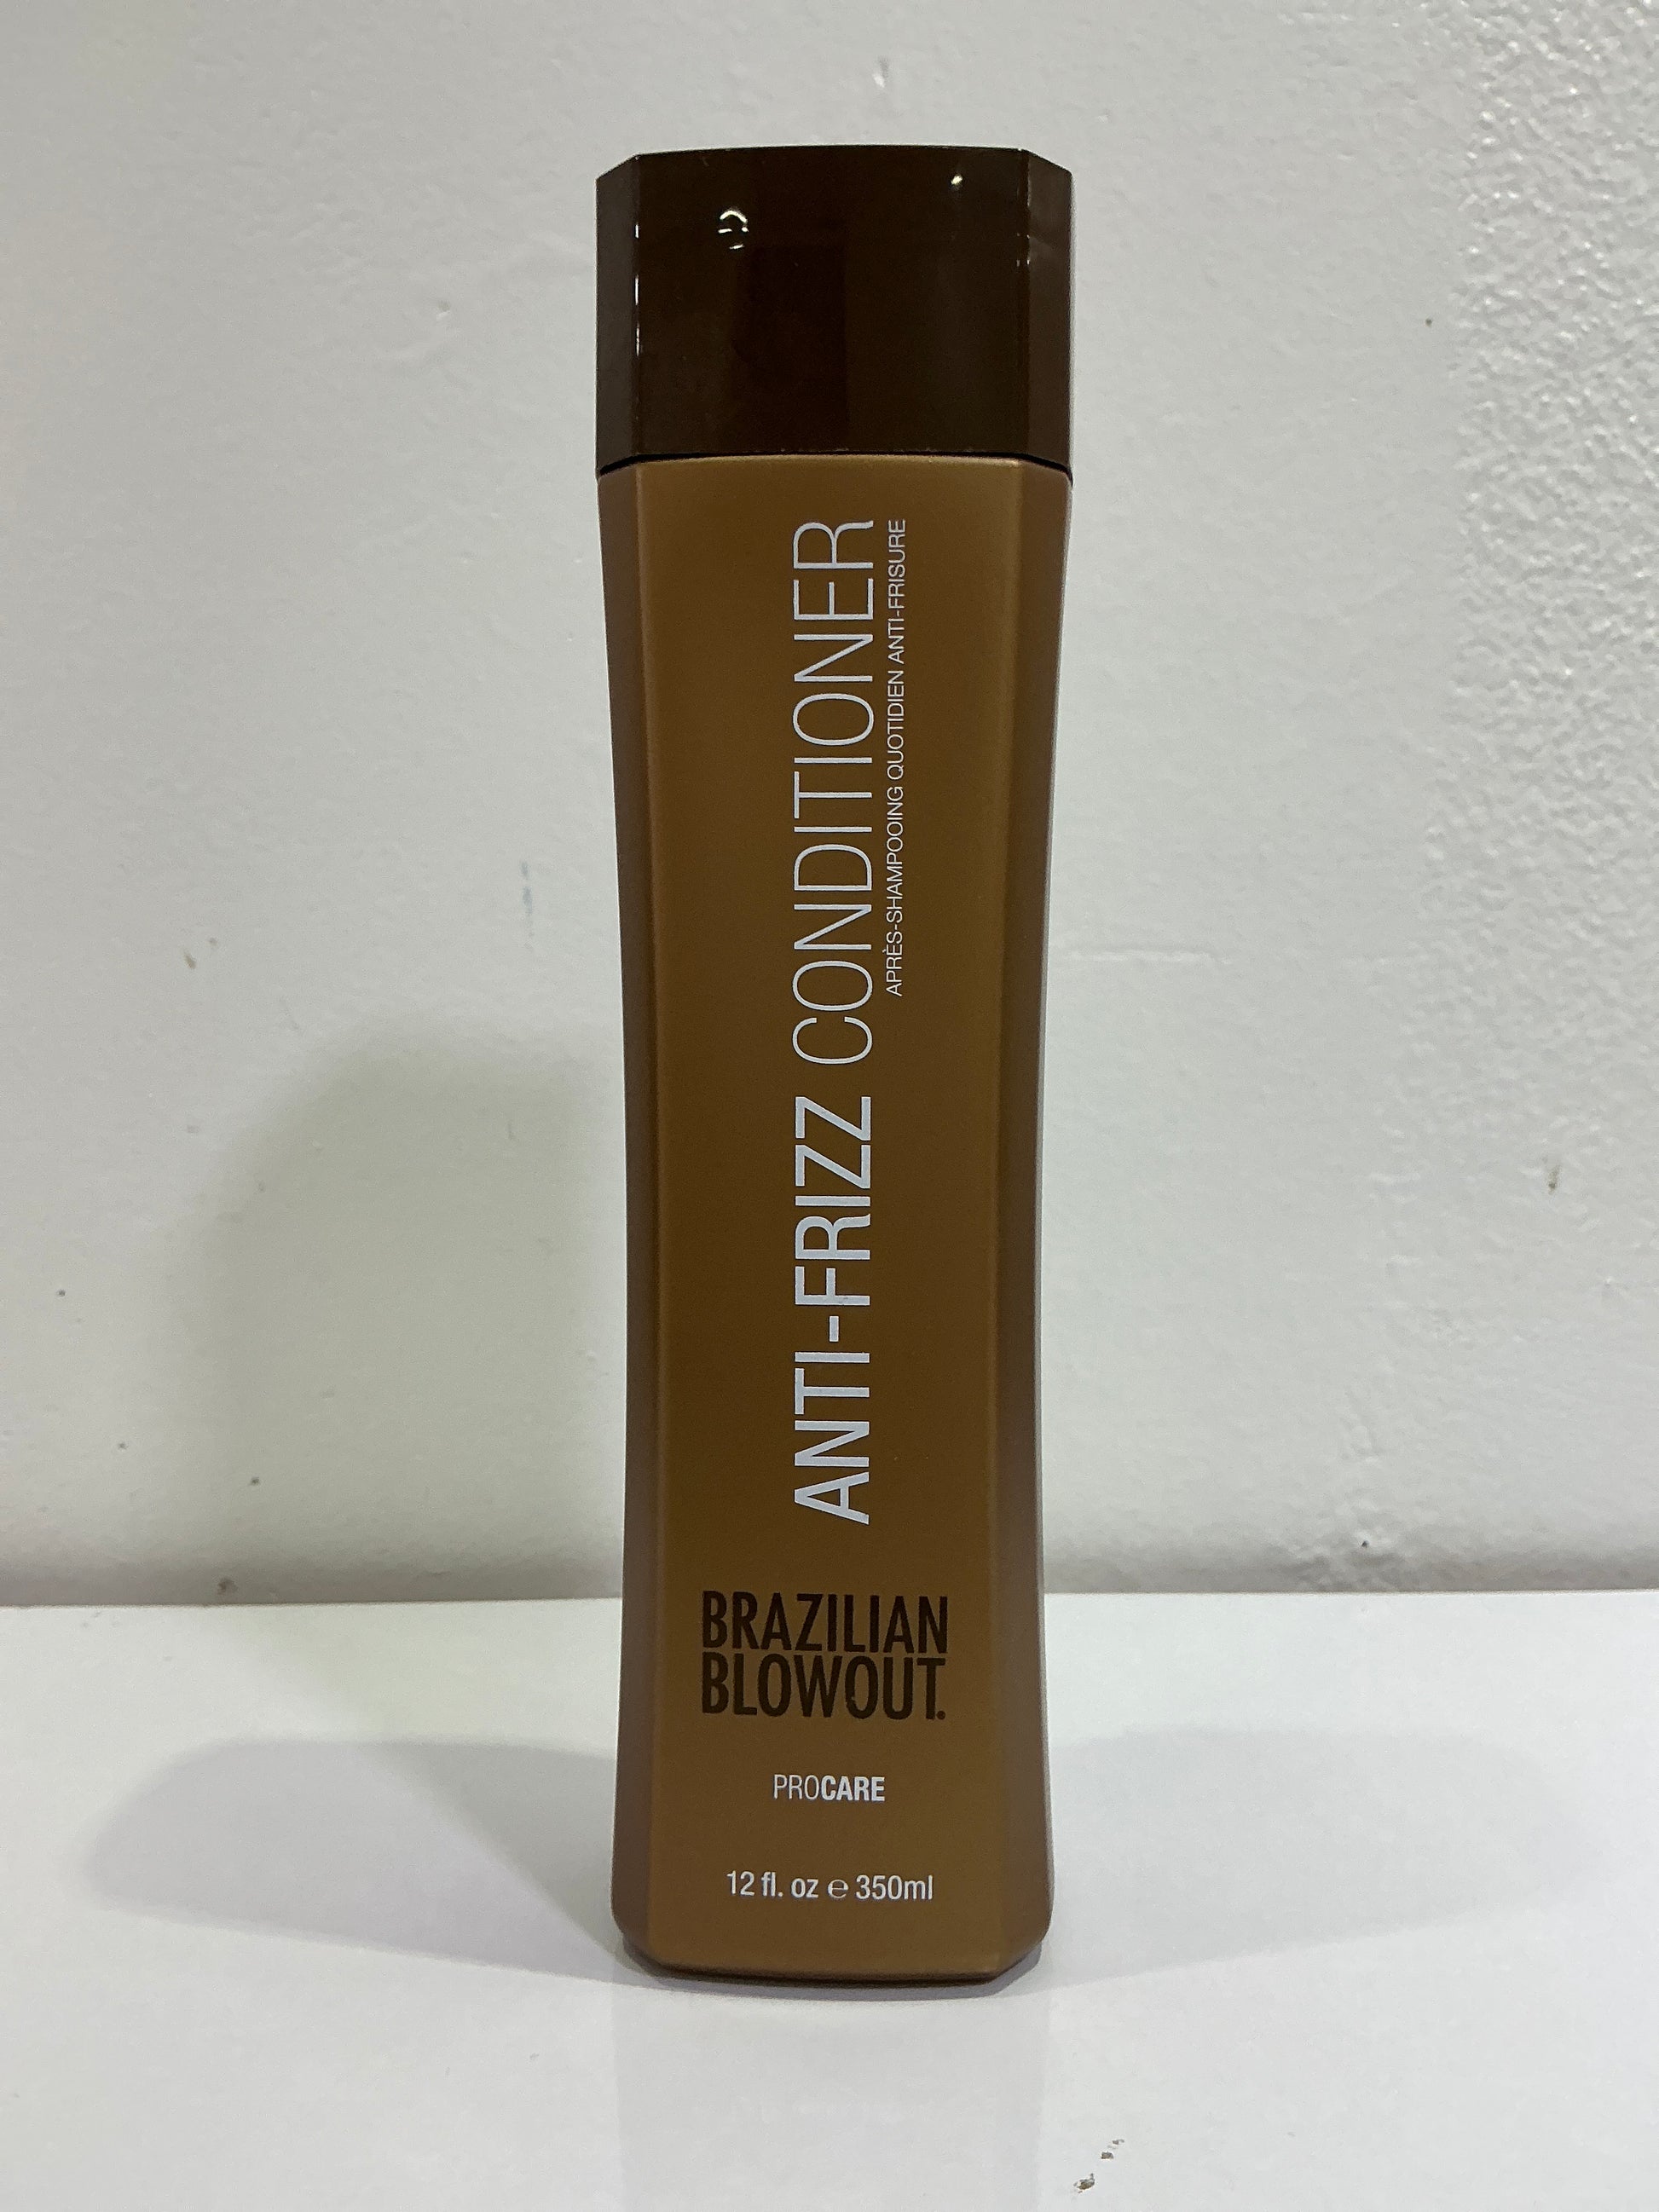 ANTI-FRIZZ CONDITIONER
APRÈS-SHAMPOOING QUOTIDIEN ANTI-FRISURE
BRAZILIAN
BLOWOUT.
PROCARE
12 fl. oz ℮ 350ml